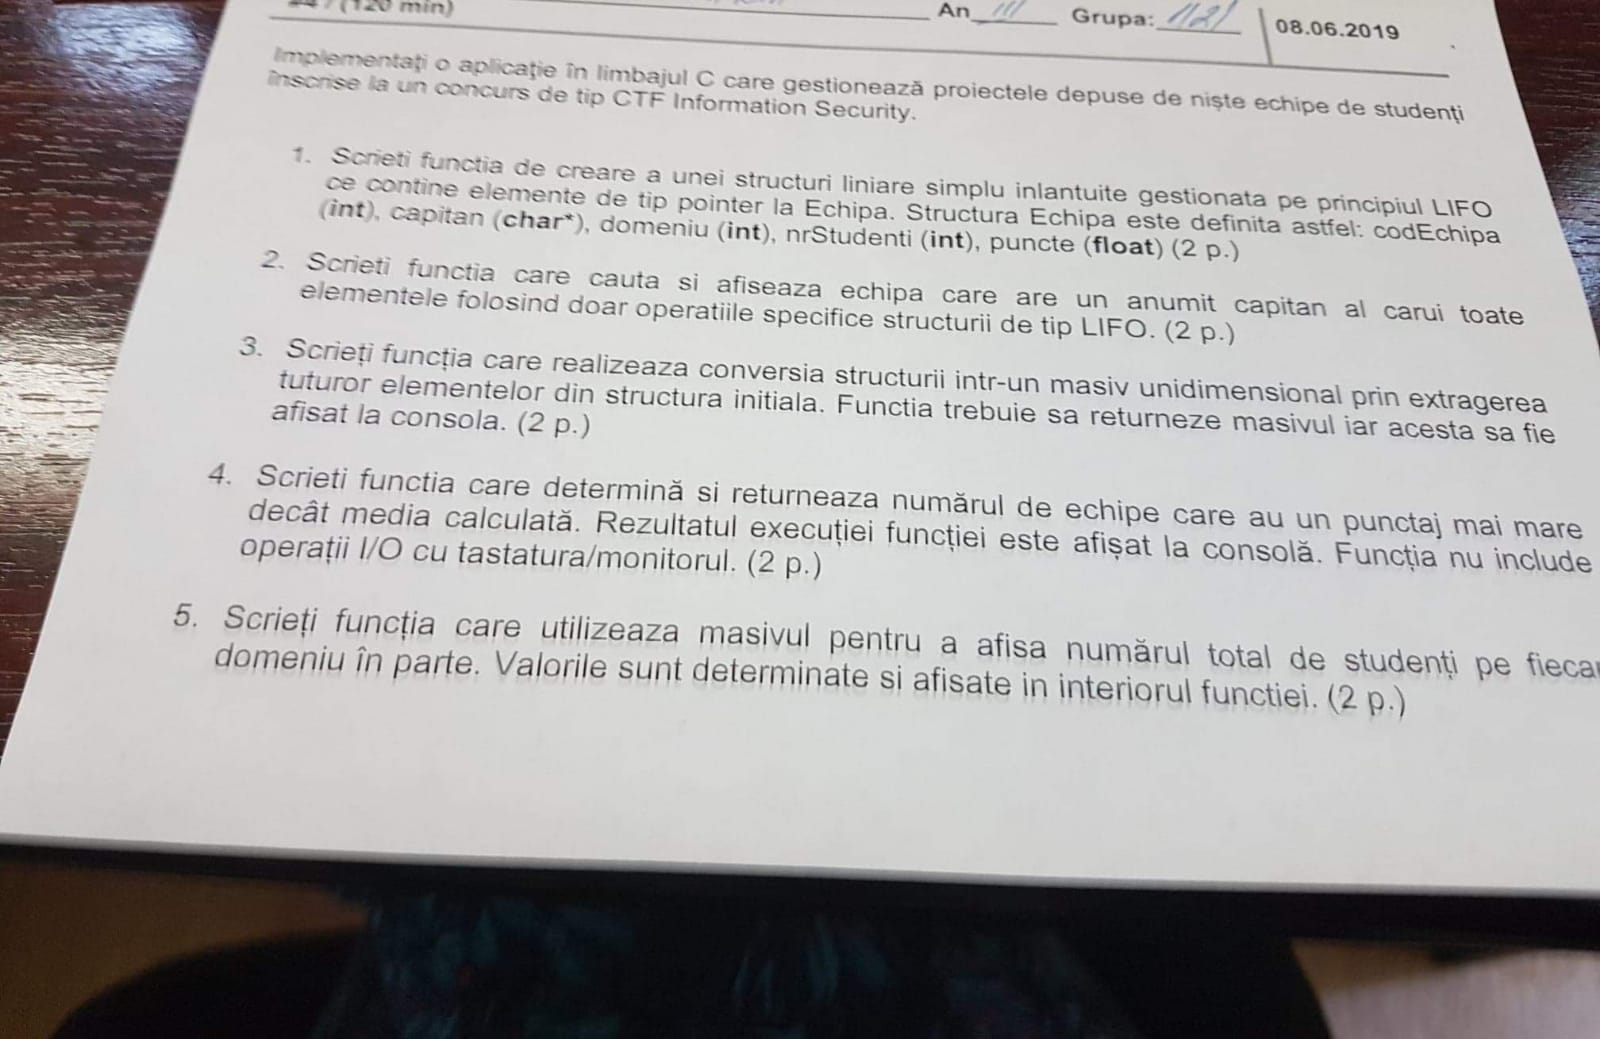 (120 min) An III Grupa: 1121 08.06.2019
Implementați o aplicație în limbajul C care gestionează proiectele depuse de niște echipe de studenți
înscrise la un concurs de tip CTF Information Security.
1. Scrieti functia de creare a unei structuri liniare simplu inlantuite gestionata pe principiul LIFO
ce contine elemente de tip pointer la Echipa. Structura Echipa este definita astfel: codEchipa
(int), capitan (char*), domeniu (int), nrStudenti (int), puncte (float) (2 p.)
2. Scrieti functia care cauta si afiseaza echipa care are un anumit capitan al carui toate
elementele folosind doar operatiile specifice structurii de tip LIFO. (2 p.)
3. Scrieți funcția care realizeaza conversia structurii intr-un masiv unidimensional prin extragerea
tuturor elementelor din structura initiala. Functia trebuie sa returneze masivul iar acesta sa fie
afisat la consola. (2 p.)
4. Scrieti functia care determină si returneaza numărul de echipe care au un punctaj mai mare
decât media calculată. Rezultatul execuției funcției este afișat la consolă. Funcția nu include
operații I/O cu tastatura/monitorul. (2 p.)
5. Scrieți funcția care utilizeaza masivul pentru a afisa numărul total de studenți pe fiecar
domeniu în parte. Valorile sunt determinate si afisate in interiorul functiei. (2 p.)